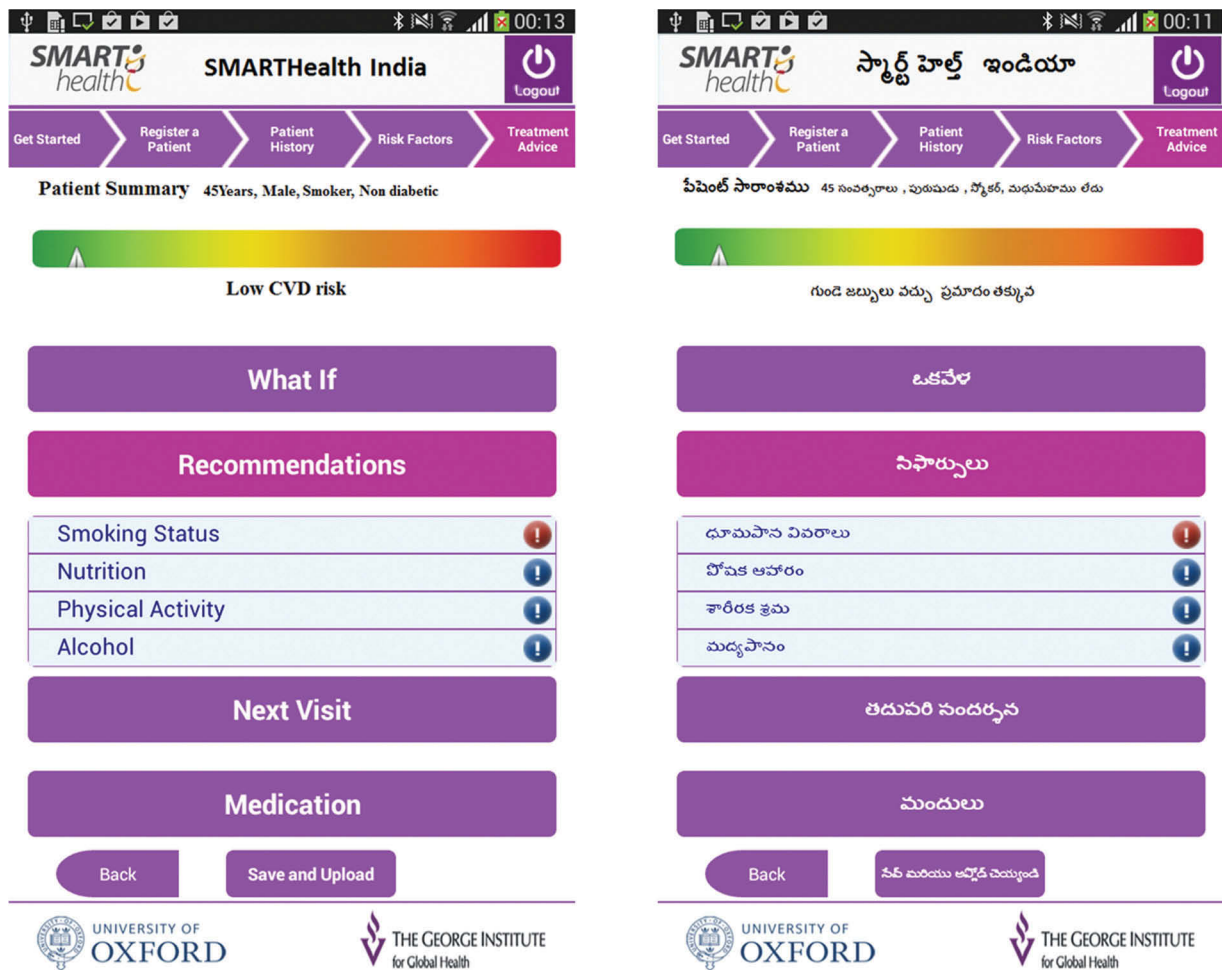 00:13
SMART
health
SMARTHealth India
Logout
Get Started
Register a
Patient
Patient
History
Risk Factors
Treatment
Advice
Patient Summary 45Years, Male, Smoker, Non diabetic
Low CVD risk
What If
Recommendations
Smoking Status
Nutrition
Physical Activity
Alcohol
Next Visit
Medication
Back
Save and Upload
UNIVERSITY OF
OXFORD
THE GEORGE INSTITUTE
for Global Health
00:11
SMART
health
స్మార్ట్ హెల్త్ ఇండియా
Logout
Get Started
Register a
Patient
Patient
History
Risk Factors
Treatment
Advice
పేషెంట్ సారాంశము 45 సంవత్సరాలు , పురుషుడు , స్మోకర్, మధుమేహము లేదు
గుండె జబ్బులు వచ్చు ప్రమాదం తక్కువ
ఒకవేళ
సిఫార్సులు
ధూమపాన వివరాలు
పోషక ఆహారం
శారీరక శ్రమ
మద్యపానం
తదుపరి సందర్శన
మందులు
Back
సేవ్ మరియు అప్లోడ్ చెయ్యండి
UNIVERSITY OF
OXFORD
THE GEORGE INSTITUTE
for Global Health